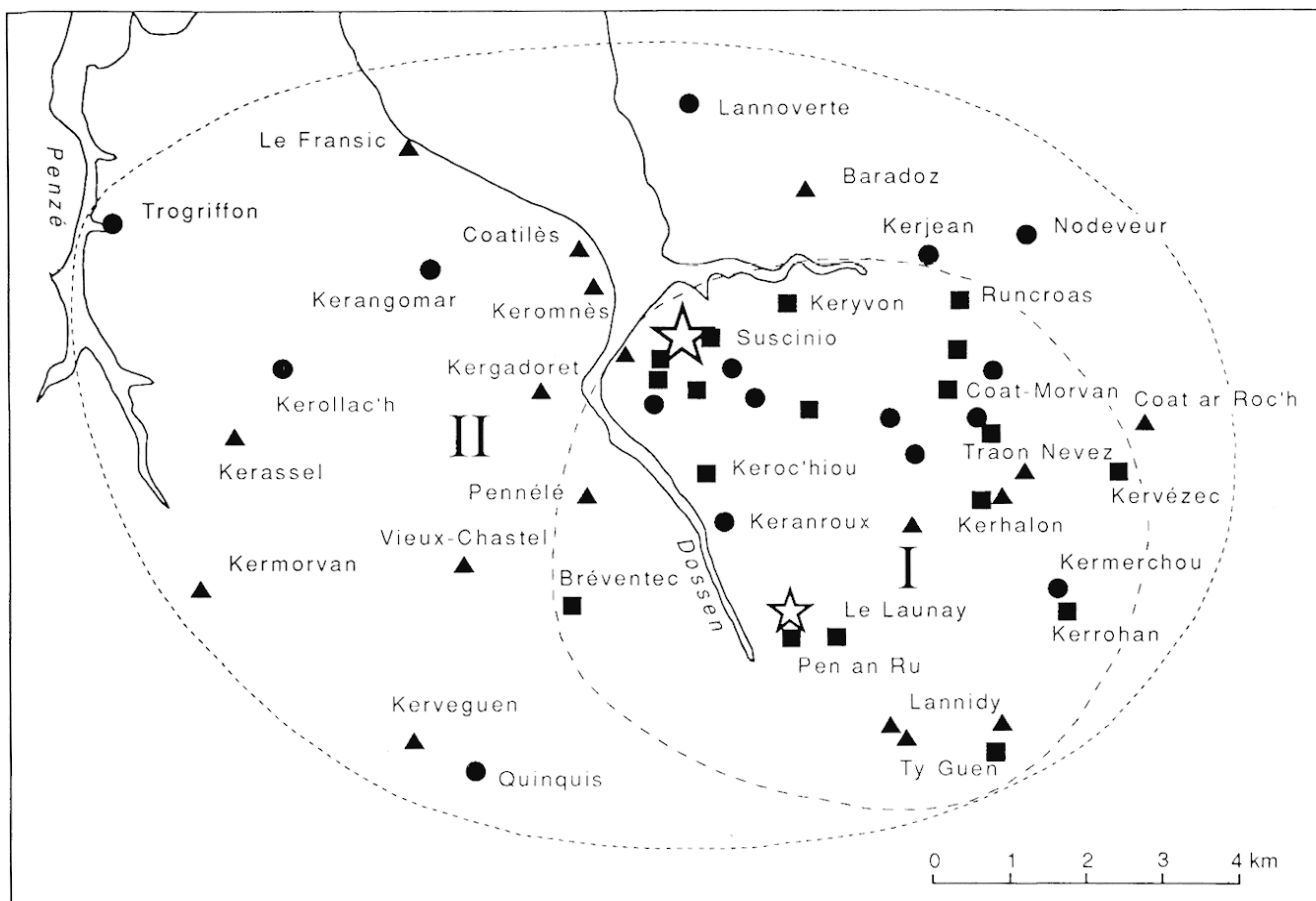 Lannoverte
Le Fransic
Penzé
Baradoz
Trogriffon
Nodeveur
Kerjean
Coatilès
Kerangomar
Runcroas
Keryvon
Keromnès
Suscinio
Kergadoret
Coat-Morvan
Coat ar Roc'h
Kerollac'h
II
Traon Nevez
Kerassel
Keroc'hiou
Kervézec
Pennélé
Keranroux
Kerhalon
Vieux-Chastel
Kermorvan
I
Kermerchou
Bréventec
Dossen
Le Launay
Kerrohan
Pen an Ru
Lannidy
Kerveguen
Ty Guen
Quinquis
0 1 2 3 4 km